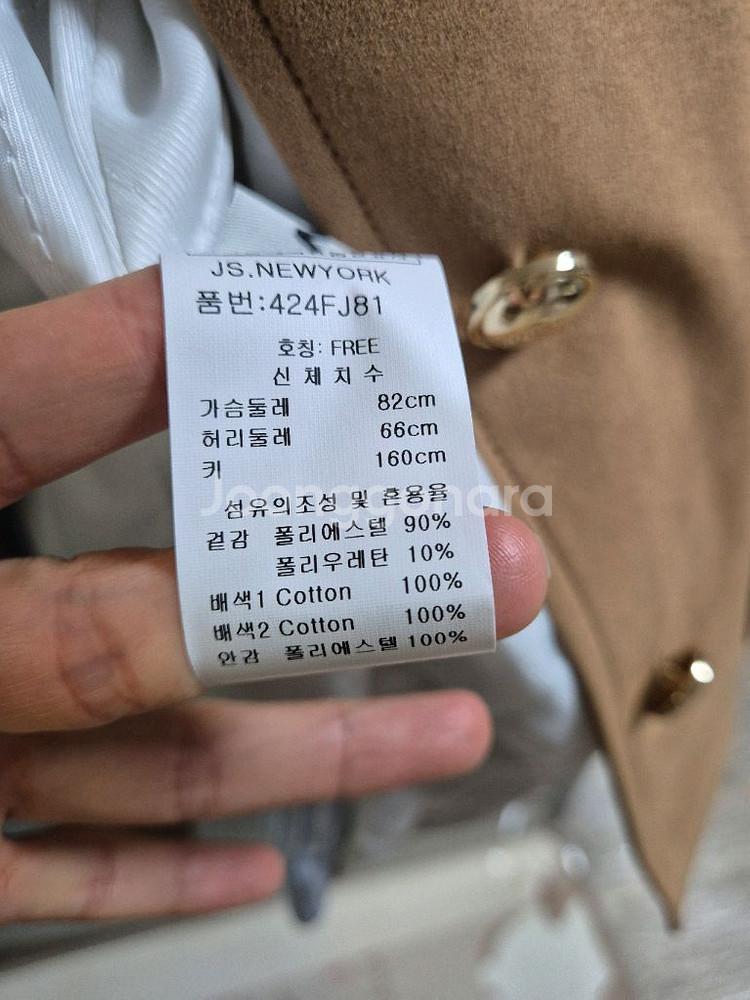 JS.NEWYORK
품번:424FJ81
호칭: FREE
신 체 치 수
가슴둘레 82cm
허리둘레 66cm
키 160cm
섬유의조성 및 혼용율
겉감 폴리에스텔 90%
폴리우레탄 10%
배색1 Cotton 100%
배색2 Cotton 100%
안감 폴리에스텔 100%
Joonggonara